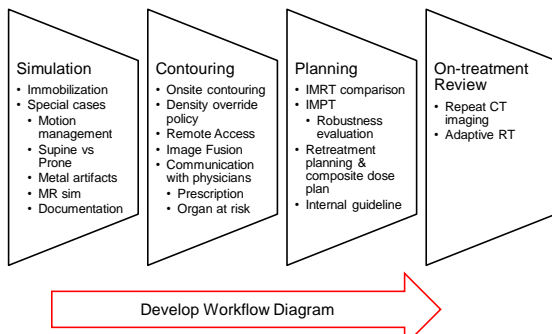 Simulation
• Immobilization
• Special cases
• Motion
management
• Supine vs
Prone
• Metal artifacts
• MR sim
• Documentation
Contouring
• Onsite contouring
• Density override
policy
• Remote Access
• Image Fusion
• Communication
with physicians
• Prescription
• Organ at risk
Planning
• IMRT comparison
• IMPT
• Robustness
evaluation
• Retreatment
planning &
composite dose
plan
• Internal guideline
On-treatment
Review
• Repeat CT
imaging
• Adaptive RT
Develop Workflow Diagram